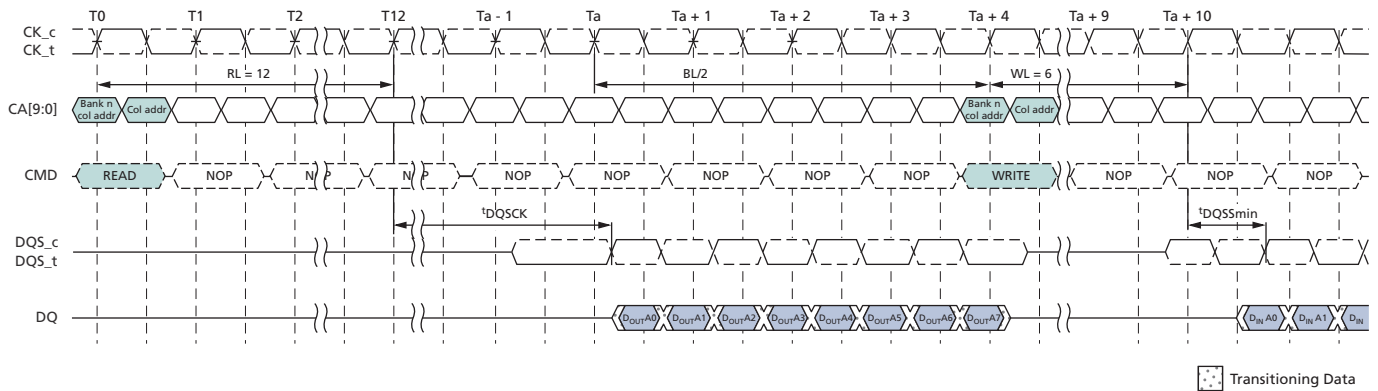 T0 T1 T2 T12 Ta - 1 Ta Ta + 1 Ta + 2 Ta + 3 Ta + 4 Ta + 9 Ta + 10
CK_c
CK_t
RL = 12 BL/2 WL = 6
CA[9:0] Bank n col addr Col addr Bank n col addr Col addr
CMD READ NOP NOP NOP NOP NOP NOP NOP NOP WRITE NOP NOP NOP
tDQSCK tDQSSmin
DQS_c
DQS_t
DQ DOUTA0 DOUTA1 DOUTA2 DOUTA3 DOUTA4 DOUTA5 DOUTA6 DOUTA7 DIN A0 DIN A1 DIN
Transitioning Data